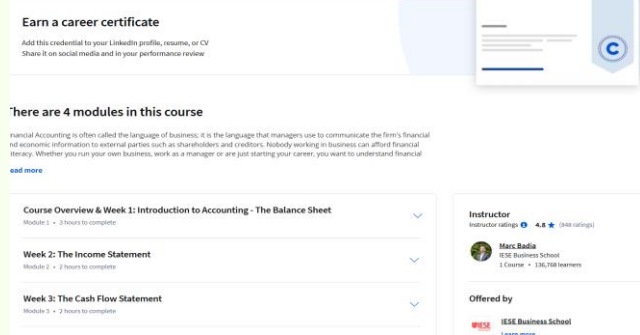 Earn a career certificate
Add this credential to your LinkedIn profile, resume, or CV
Share it on social media and in your performance review
C
There are 4 modules in this course
inancial Accounting is often called the language of business; it is the language that managers use to communicate the firm's financial
nd economic information to external parties such as shareholders and creditors. Nobody working in business can afford financial
iteracy. Whether you run your own business, work as a manager or are just starting your career, you want to understand financial
ead more
Course Overview & Week 1: Introduction to Accounting - The Balance Sheet
Module 1 • 3 hours to complete
Week 2: The Income Statement
Module 2 • 2 hours to complete
Week 3: The Cash Flow Statement
Module 3 • 2 hours to complete
Instructor
Instructor ratings 4.8 ★ (948 ratings)
Marc Badia
IESE Business School
1 Course • 136,768 learners
Offered by
IESE
IESE Business School
Learn more